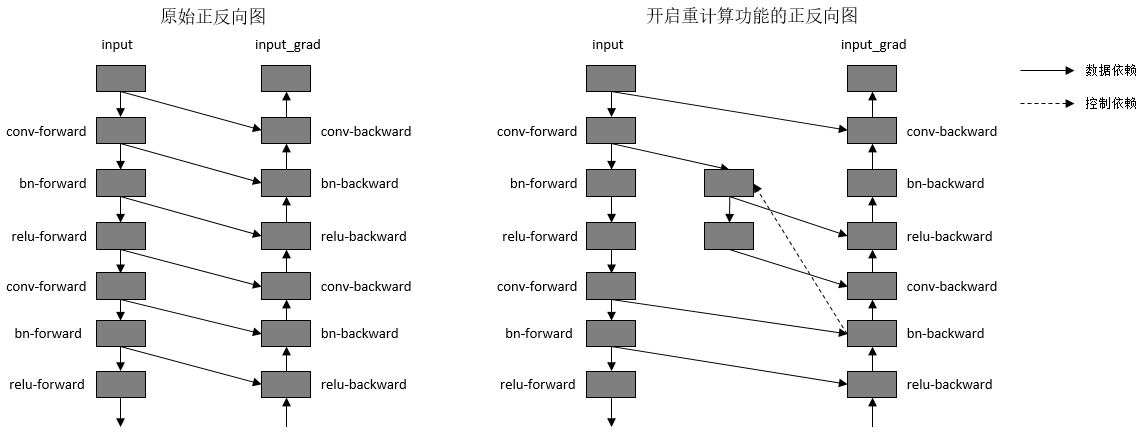 原始正反向图
input
input_grad
conv-forward
conv-backward
bn-forward
bn-backward
relu-forward
relu-backward
conv-forward
conv-backward
bn-forward
bn-backward
relu-forward
relu-backward
开启重计算功能的正反向图
input
input_grad
conv-forward
conv-backward
bn-forward
bn-backward
relu-forward
relu-backward
conv-forward
conv-backward
bn-forward
bn-backward
relu-forward
relu-backward
数据依赖
控制依赖